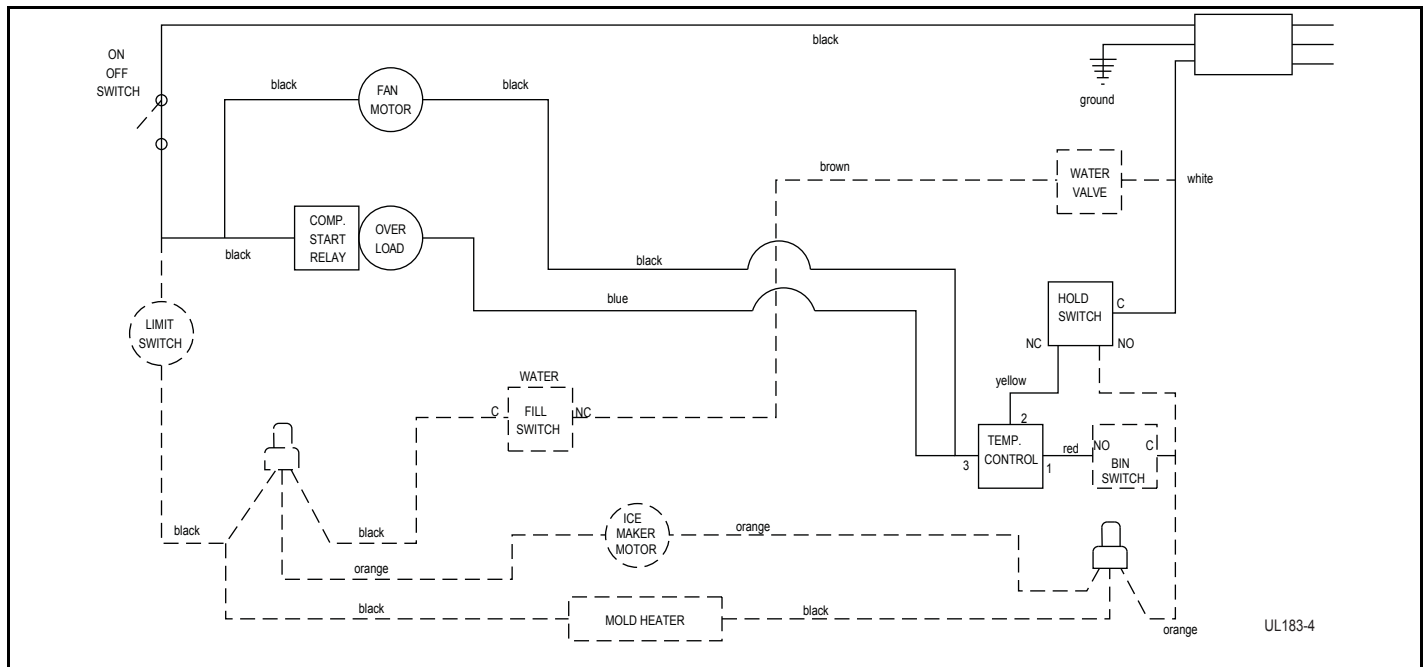 black
ON
OFF
SWITCH
ground
black
FAN
MOTOR
black
brown
WATER
VALVE
white
COMP.
START
RELAY
OVER
LOAD
black
black
blue
HOLD
SWITCH
C
NC
NO
LIMIT
SWITCH
WATER
C
FILL
SWITCH
NC
yellow
2
TEMP.
CONTROL
3
1
red
NO
C
BIN
SWITCH
black
black
orange
ICE
MAKER
MOTOR
orange
black
MOLD HEATER
black
orange
UL183-4